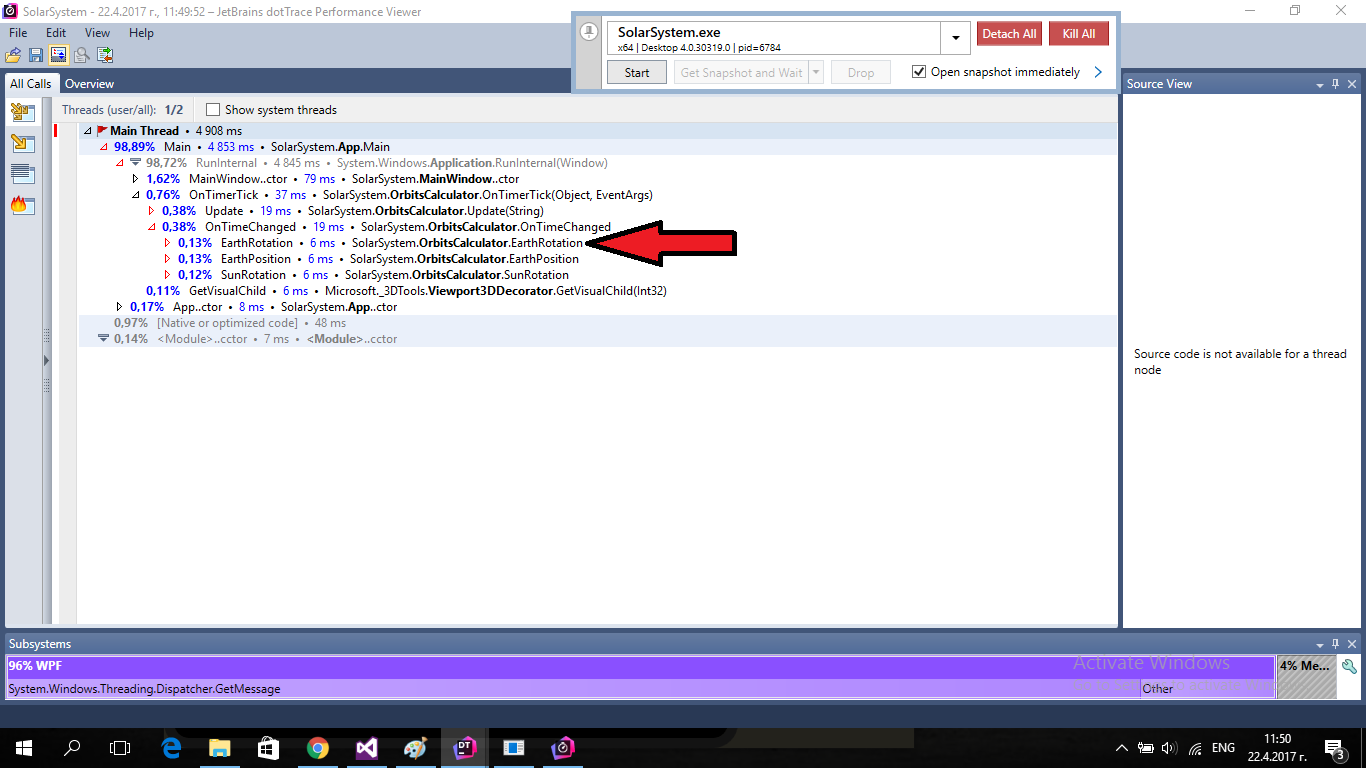 SolarSystem - 22.4.2017 г., 11:49:52 – JetBrains dotTrace Performance Viewer
File Edit View Help
SolarSystem.exe
x64 | Desktop 4.0.30319.0 | pid=6784
Detach All
Kill All
Start
Get Snapshot and Wait
Drop
Open snapshot immediately
All Calls
Overview
Threads (user/all): 1/2
Show system threads
Main Thread • 4 908 ms
98,89% Main • 4 853 ms • SolarSystem.App.Main
98,72% RunInternal • 4 845 ms • System.Windows.Application.RunInternal(Window)
1,62% MainWindow..ctor • 79 ms • SolarSystem.MainWindow..ctor
0,76% OnTimerTick • 37 ms • SolarSystem.OrbitsCalculator.OnTimerTick(Object, EventArgs)
0,38% Update • 19 ms • SolarSystem.OrbitsCalculator.Update(String)
0,38% OnTimeChanged • 19 ms • SolarSystem.OrbitsCalculator.OnTimeChanged
0,13% EarthRotation • 6 ms • SolarSystem.OrbitsCalculator.EarthRotation
0,13% EarthPosition • 6 ms • SolarSystem.OrbitsCalculator.EarthPosition
0,12% SunRotation • 6 ms • SolarSystem.OrbitsCalculator.SunRotation
0,11% GetVisualChild • 6 ms • Microsoft._3DTools.Viewport3DDecorator.GetVisualChild(Int32)
0,17% App..ctor • 8 ms • SolarSystem.App..ctor
0,97% [Native or optimized code] • 48 ms
0,14% <Module>..cctor • 7 ms • <Module>..cctor
Source View
Source code is not available for a thread
node
Subsystems
96% WPF
4% Me...
System.Windows.Threading.Dispatcher.GetMessage
Other
Activate Windows
DT
ENG
11:50
22.4.2017 г.
3